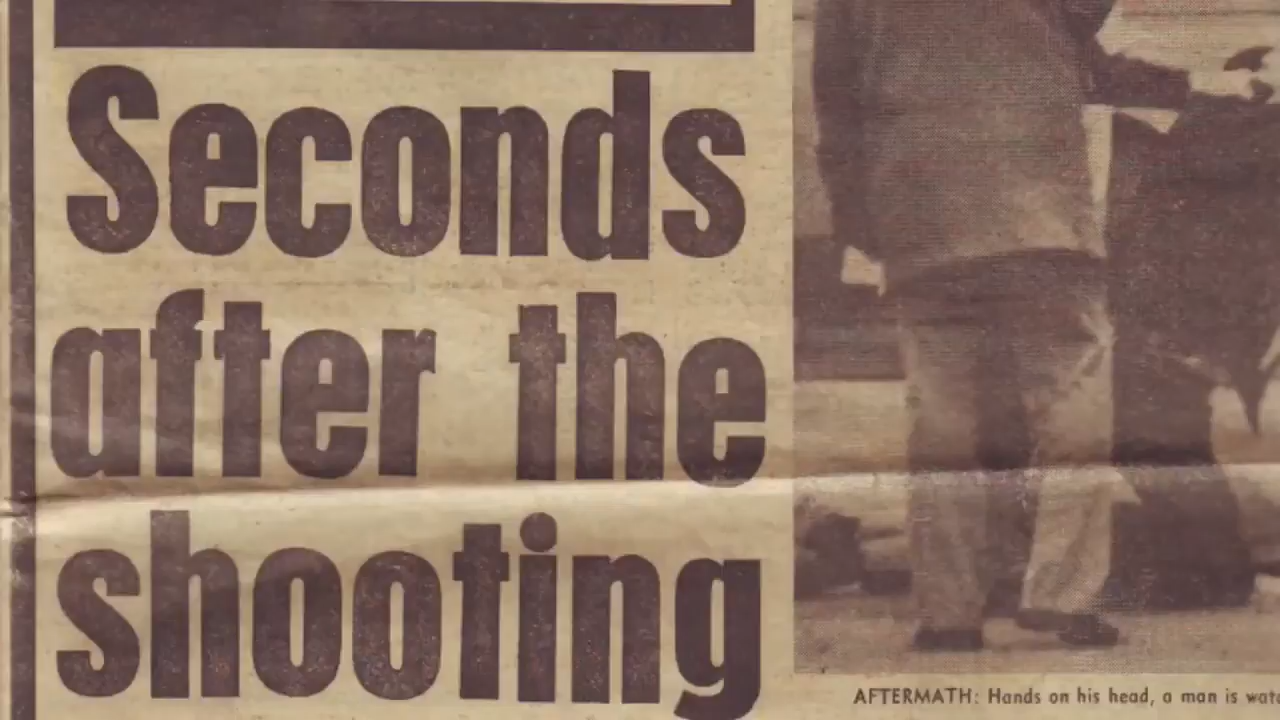 Seconds
after the
shooting
AFTERMATH: Hands on his head, a man is